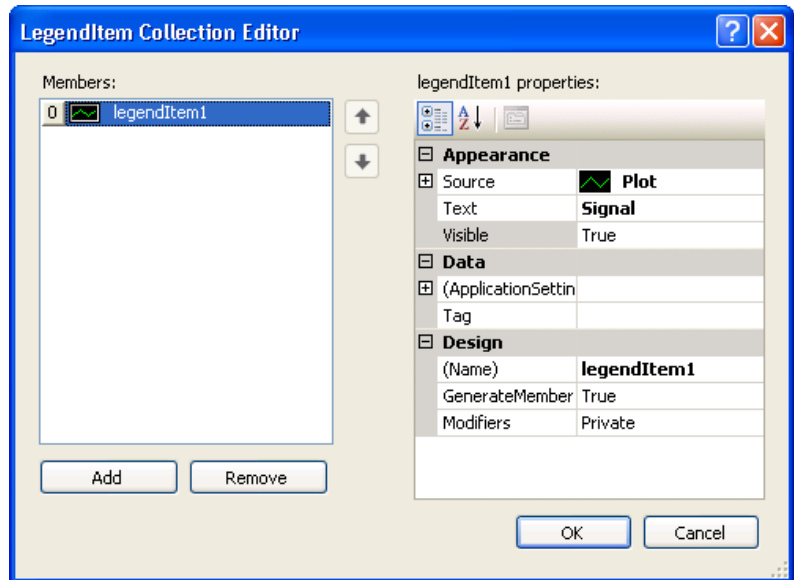 LegendItem Collection Editor
Members:
0 legendItem1
Add Remove
legendItem1 properties:
Appearance
Source Plot
Text Signal
Visible True
Data
(ApplicationSettin
Tag
Design
(Name) legendItem1
GenerateMember True
Modifiers Private
OK Cancel